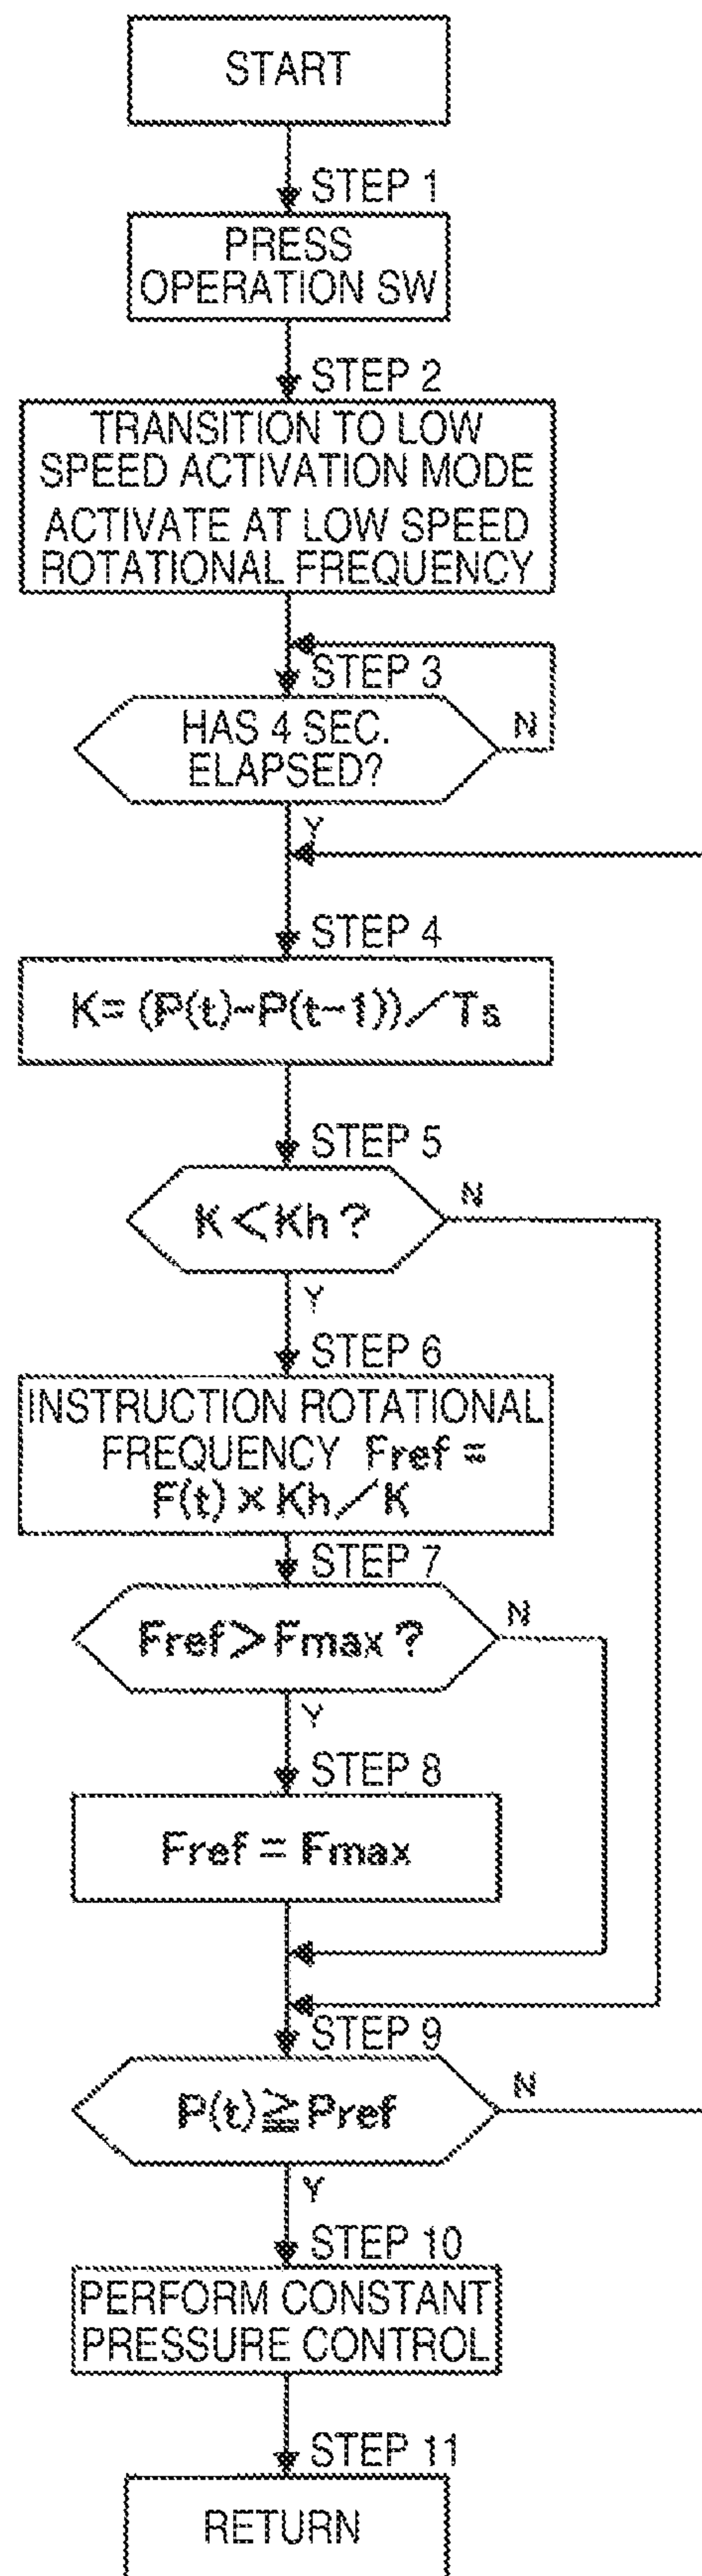 START
STEP 1
PRESS
OPERATION SW
STEP 2
TRANSITION TO LOW
SPEED ACTIVATION MODE
ACTIVATE AT LOW SPEED
ROTATIONAL FREQUENCY
STEP 3
HAS 4 SEC.
ELAPSED?
N
Y
STEP 4
K= (P(t)-P(t-1))/Ts
STEP 5
K<Kh?
N
Y
STEP 6
INSTRUCTION ROTATIONAL
FREQUENCY Fref =
F(t) × Kh/K
STEP 7
Fref>Fmax?
N
Y
STEP 8
Fref = Fmax
STEP 9
P(t)≧Pref
N
Y
STEP 10
PERFORM CONSTANT
PRESSURE CONTROL
STEP 11
RETURN